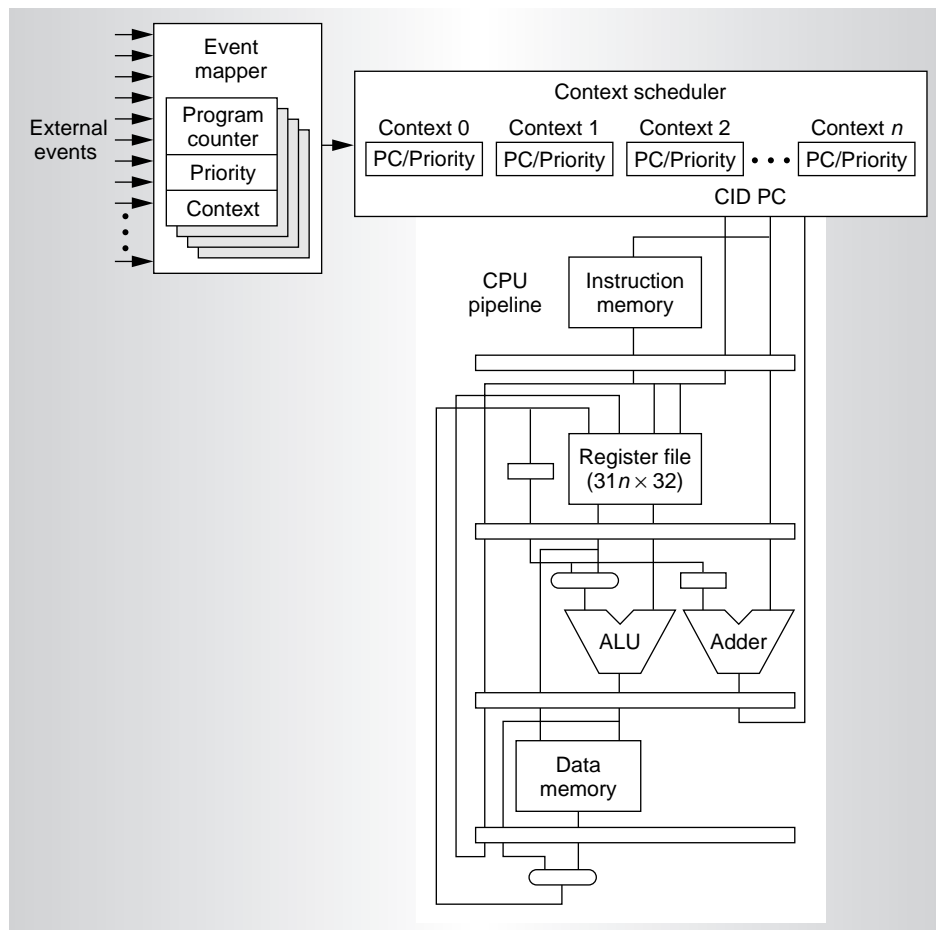 Event
mapper
External
events
Program
counter
Priority
Context
Context scheduler
Context 0 Context 1 Context 2 Context n
PC/Priority PC/Priority PC/Priority • • • PC/Priority
CID PC
CPU
pipeline
Instruction
memory
Register file
(31n × 32)
ALU Adder
Data
memory